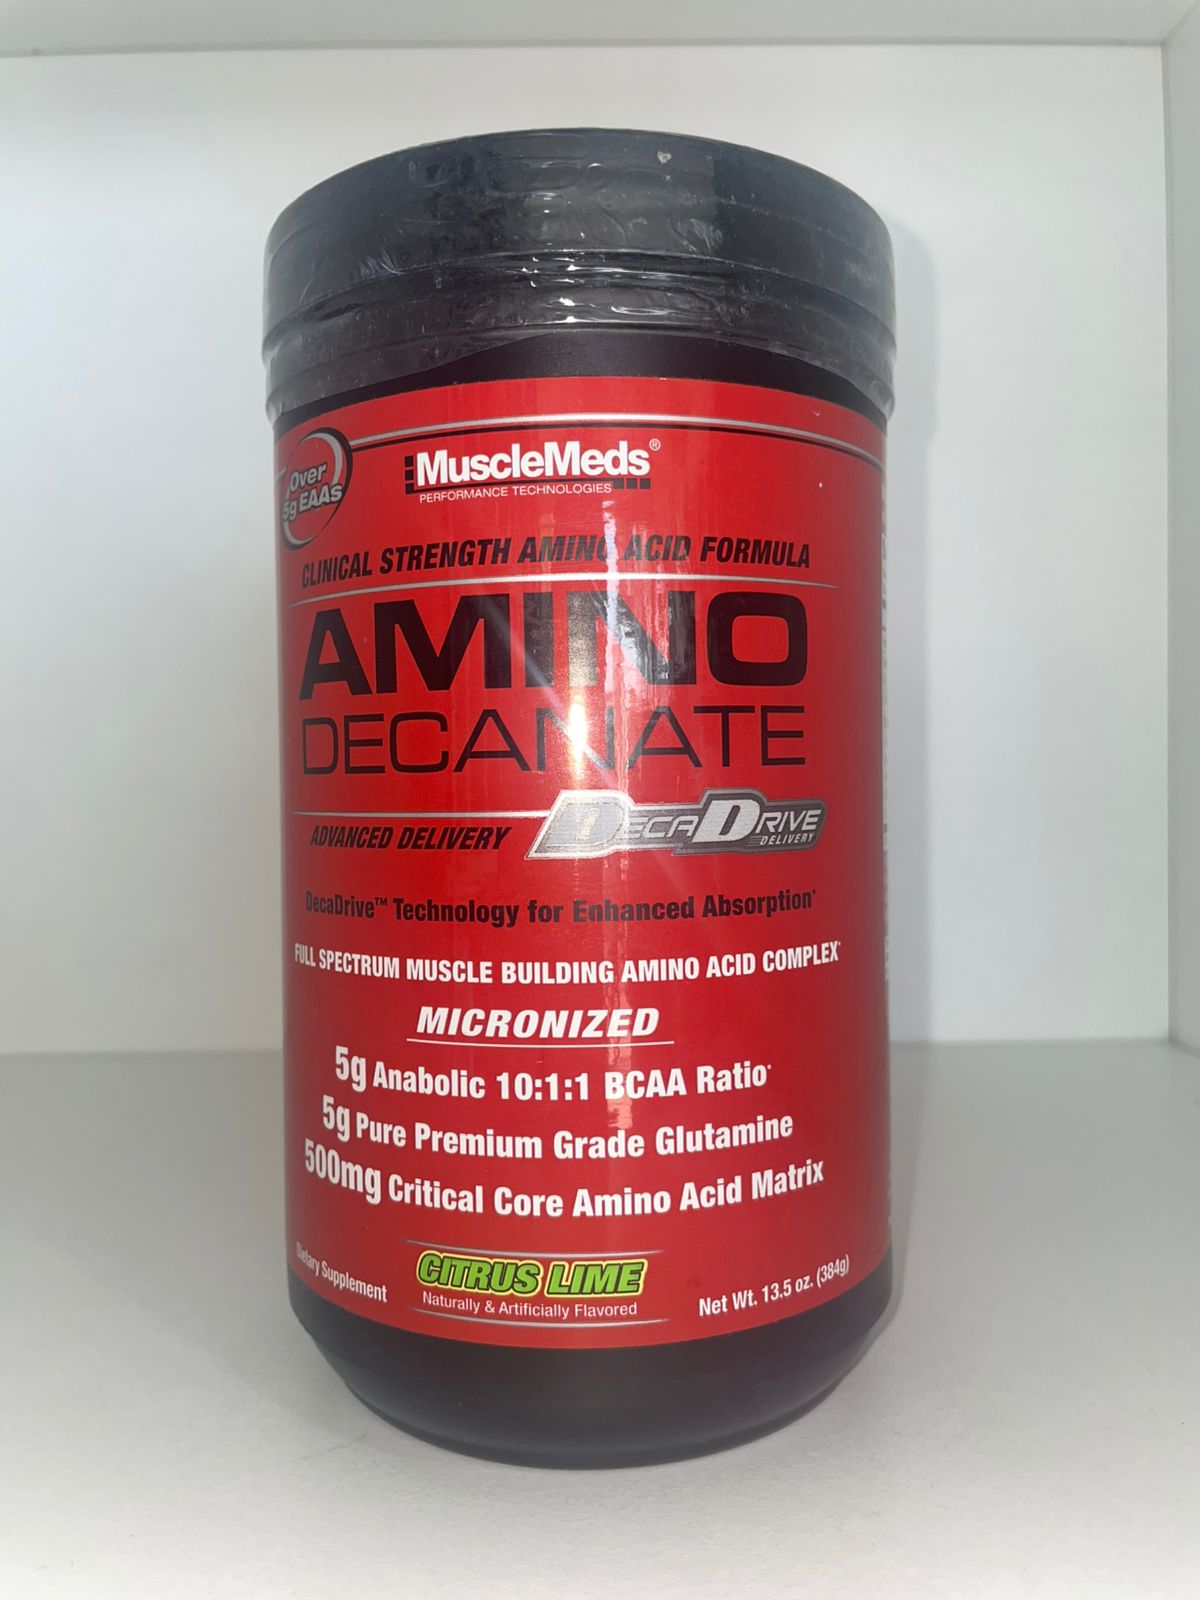 Over
5g EAAs
MuscleMeds®
PERFORMANCE TECHNOLOGIES
CLINICAL STRENGTH AMINO ACID FORMULA
AMINO
DECANATE
ADVANCED DELIVERY
DECADRIVE
DELIVERY
DecaDrive™ Technology for Enhanced Absorption*
FULL SPECTRUM MUSCLE BUILDING AMINO ACID COMPLEX*
MICRONIZED
5g Anabolic 10:1:1 BCAA Ratio*
5g Pure Premium Grade Glutamine
500mg Critical Core Amino Acid Matrix
Dietary Supplement
CITRUS LIME
Naturally & Artificially Flavored
Net Wt. 13.5 oz. (384g)